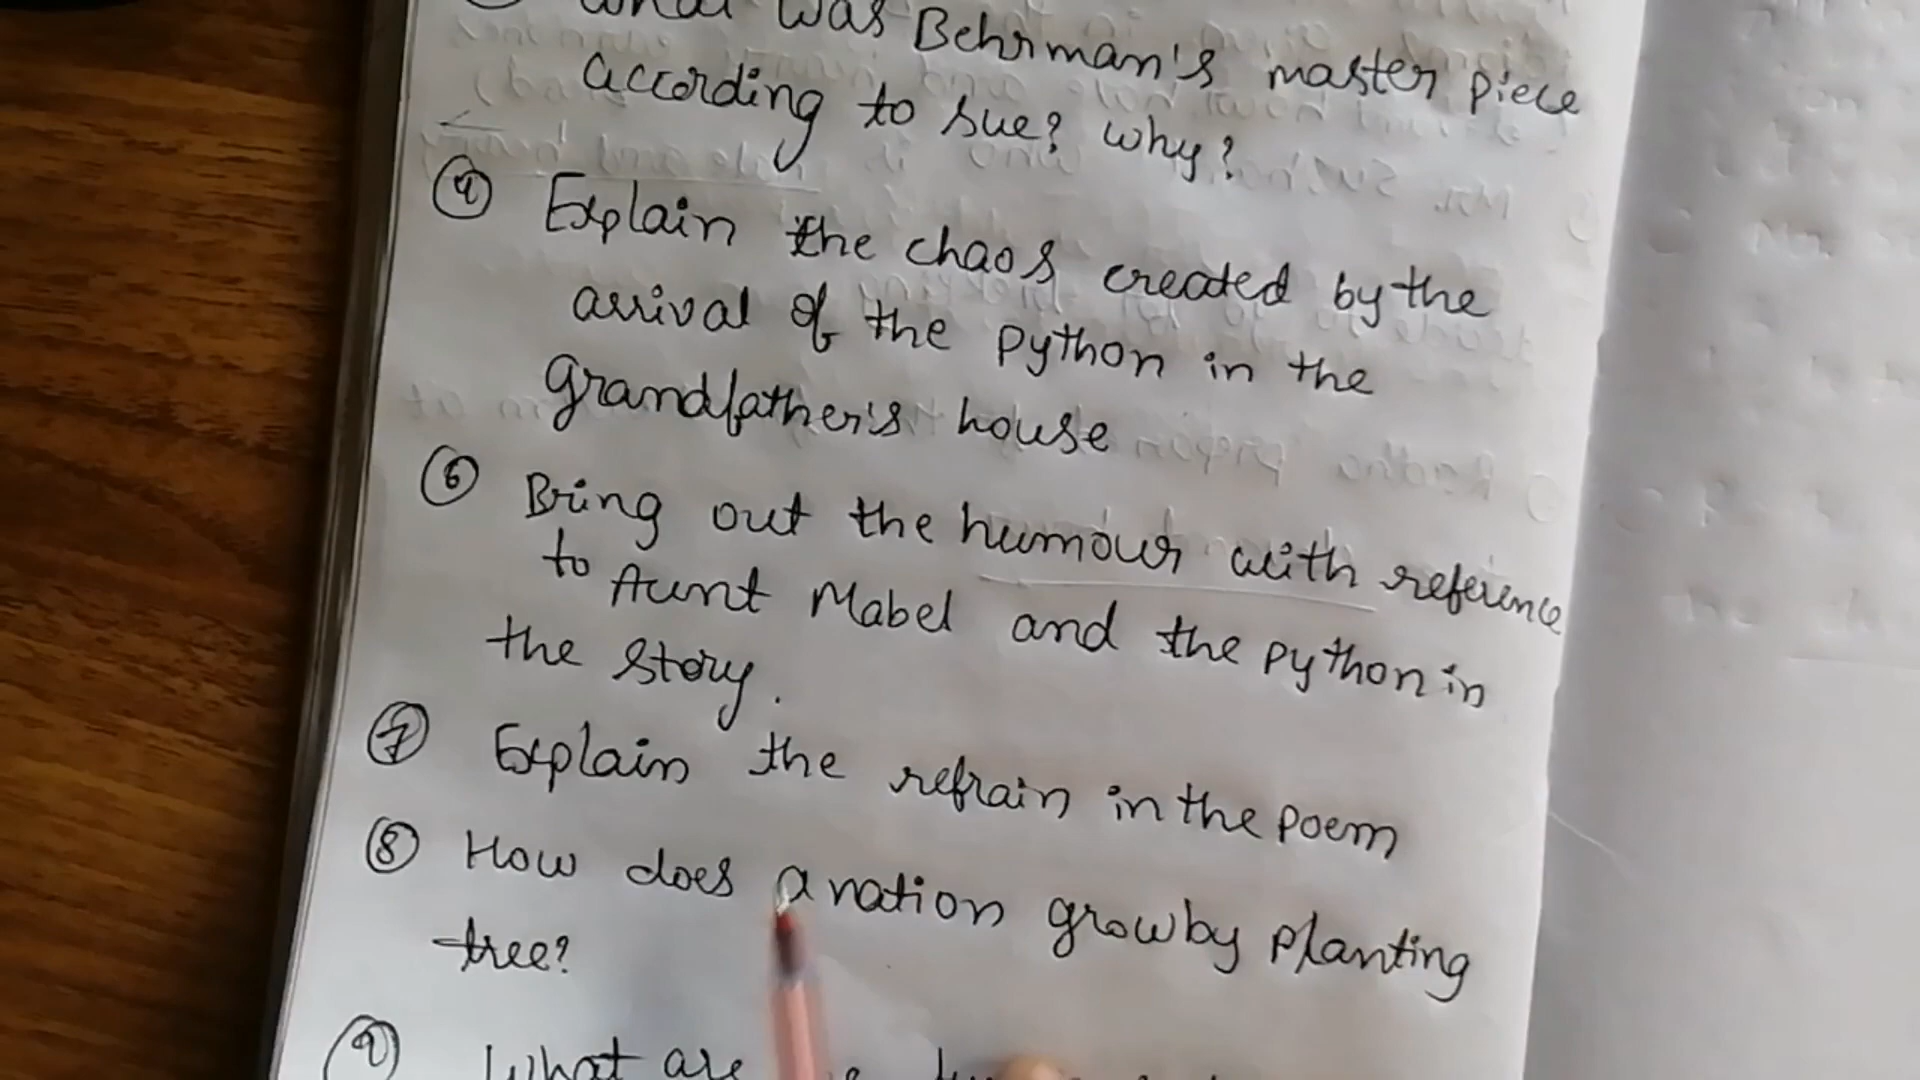 What was Behrman's master piece
according to sue? why?
④ Explain the chaos created by the
arrival of the python in the
grandfather's house
⑥ Bring out the humour with reference
to Aunt Mabel and the python in
the story.
⑦ Explain the refrain in the poem
⑧ How does a nation grow by planting
tree?
⑨ What are